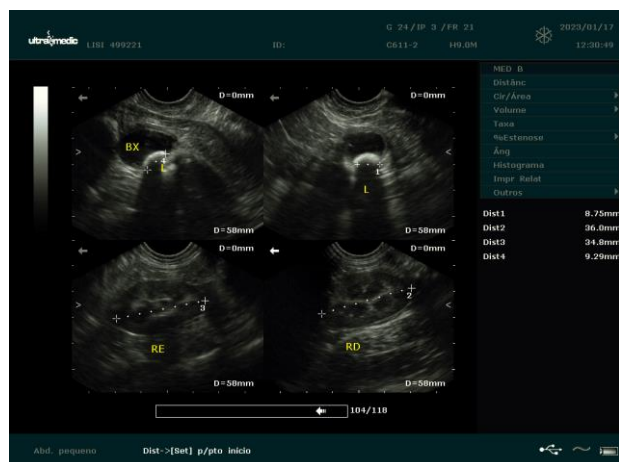 G 24/IP 3 /FR 21
2023/01/17
ultramedic LISI 499221
ID:
C611-2 H9.0M
12:30:49
MED B
Distânc
Cir/Área
Volume
Taxa
%Estenose
Âng
Histograma
Impr Relat
Outros
D=0mm
D=0mm
BX
4
L
1
L
D=58mm
D=58mm
Dist1 8.75mm
Dist2 36.0mm
Dist3 34.8mm
Dist4 9.29mm
D=0mm
D=0mm
3
2
RE
RD
D=58mm
D=58mm
104/118
Abd. pequeno
Dist->[Set] p/pto início